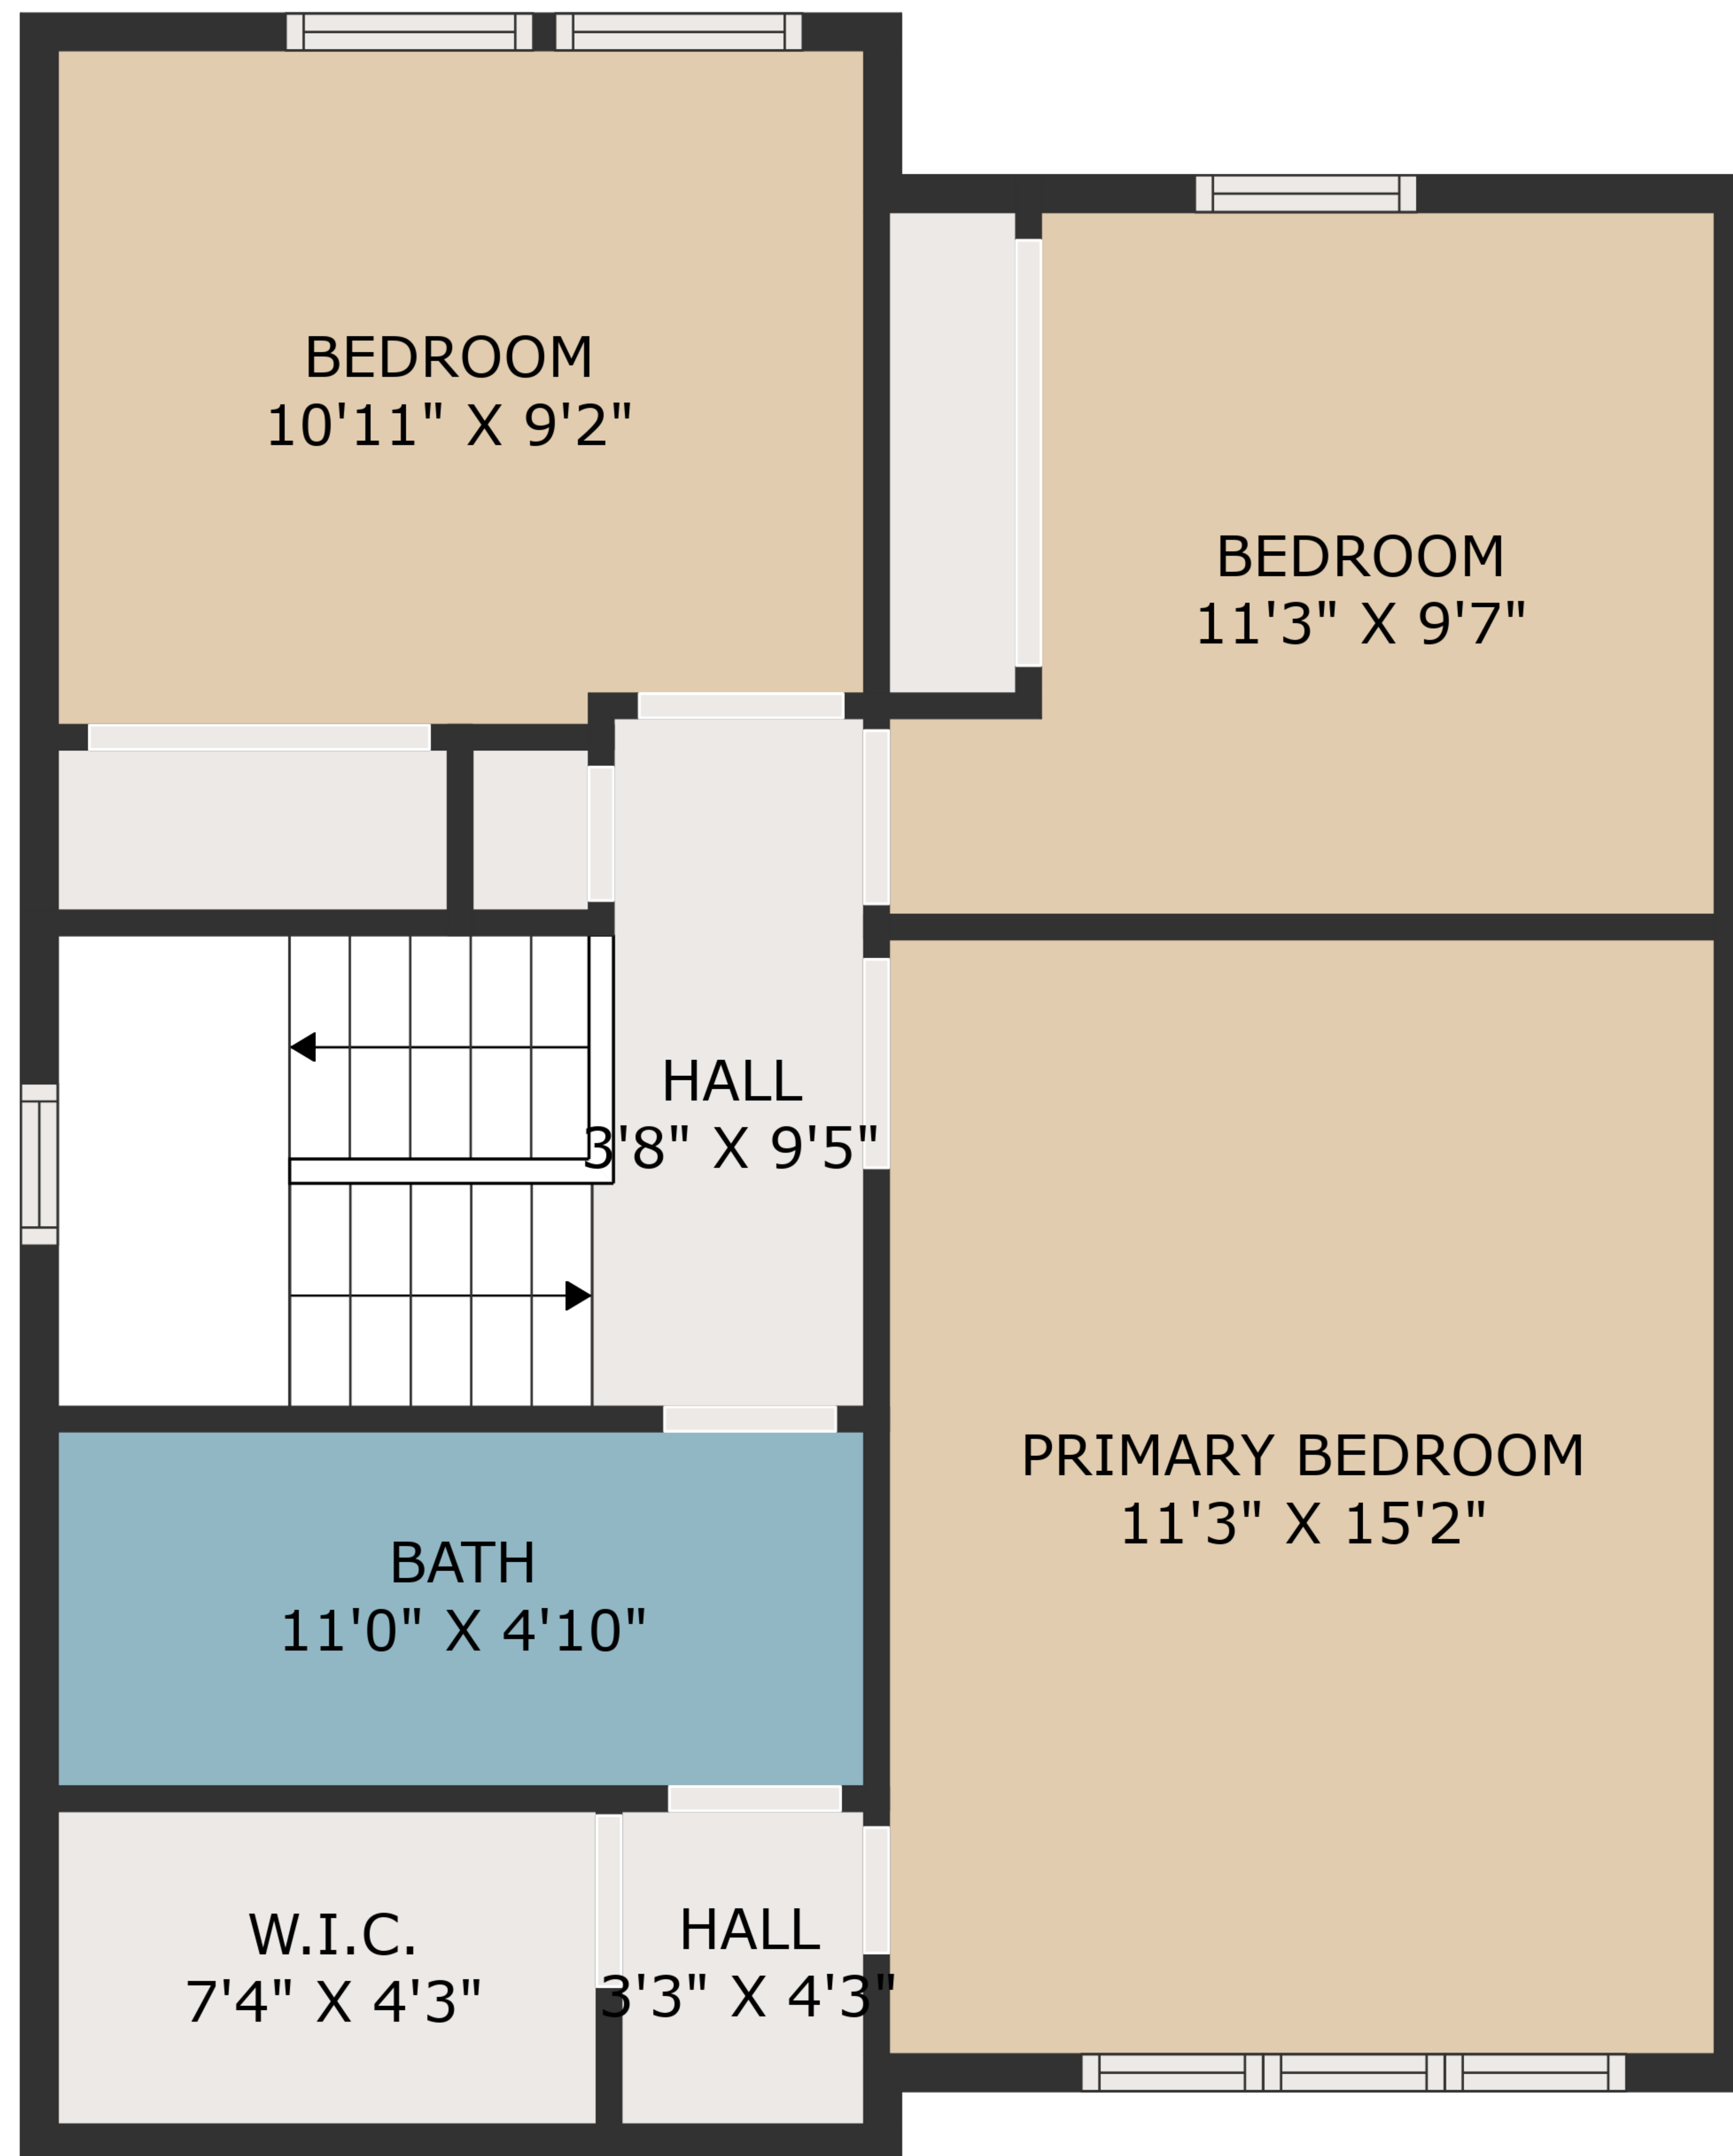 BEDROOM
10'11" X 9'2"
BEDROOM
11'3" X 9'7"
HALL
3'8" X 9'5"
PRIMARY BEDROOM
11'3" X 15'2"
BATH
11'0" X 4'10"
W.I.C.
7'4" X 4'3"
HALL
3'3" X 4'3"